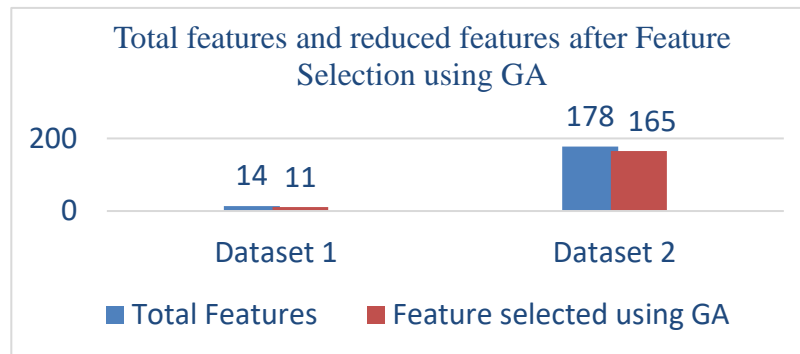 Total features and reduced features after Feature
Selection using GA
178 165
200
14 11
0
Dataset 1 Dataset 2
Total Features Feature selected using GA